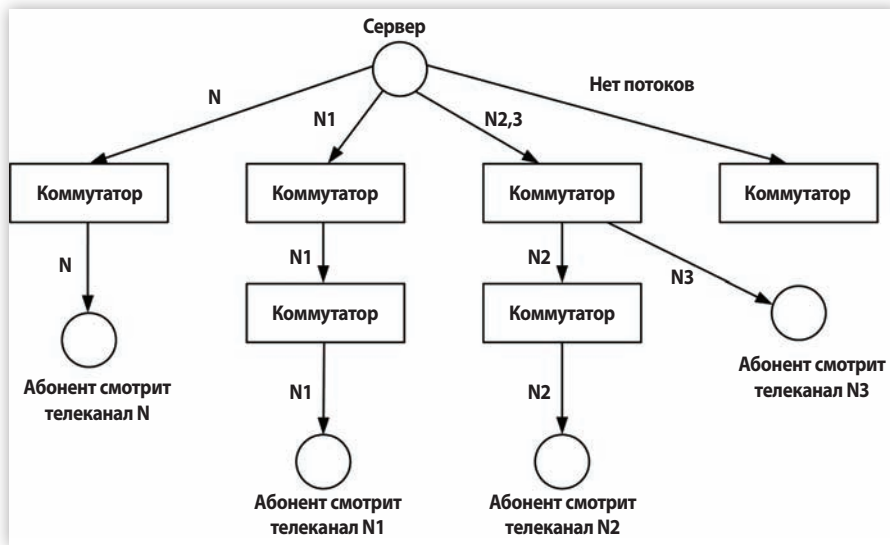 Сервер
Нет потоков
N
N1
N2,3
Коммутатор
Коммутатор
Коммутатор
Коммутатор
N
N1
N2
N3
Коммутатор
Коммутатор
Абонент смотрит
телеканал N
Абонент смотрит
телеканал N3
N1
N2
Абонент смотрит
телеканал N1
Абонент смотрит
телеканал N2